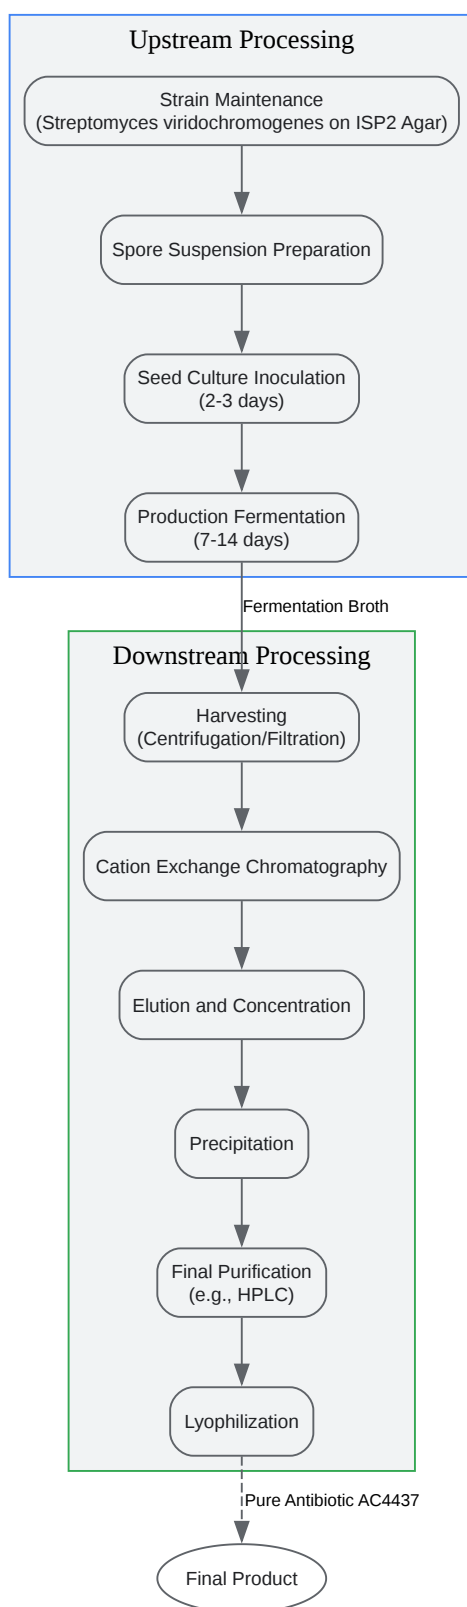 Upstream Processing
Strain Maintenance
(Streptomyces viridochromogenes on ISP2 Agar)
Spore Suspension Preparation
Seed Culture Inoculation
(2-3 days)
Production Fermentation
(7-14 days)
Fermentation Broth
Downstream Processing
Harvesting
(Centrifugation/Filtration)
Cation Exchange Chromatography
Elution and Concentration
Precipitation
Final Purification
(e.g., HPLC)
Lyophilization
Pure Antibiotic AC4437
Final Product